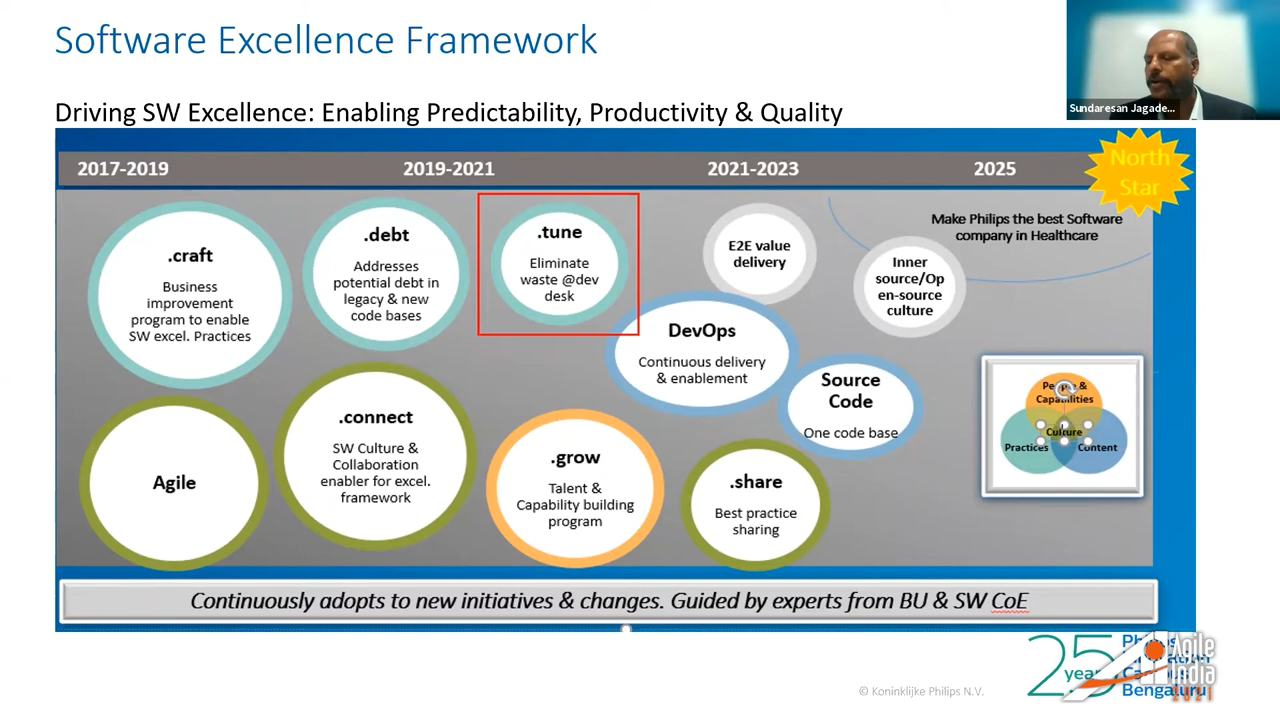 Software Excellence Framework
Sundaresan Jagade...
Driving SW Excellence: Enabling Predictability, Productivity & Quality
2017-2019
2019-2021
2021-2023
2025
North
Star
Make Philips the best Software
company in Healthcare
.craft
Business
improvement
program to enable
SW excel. Practices
.debt
Addresses
potential debt in
legacy & new
code bases
.tune
Eliminate
waste @dev
desk
E2E value
delivery
Inner
source/Op
en-source
culture
DevOps
Continuous delivery
& enablement
Source
Code
One code base
Agile
.connect
SW Culture &
Collaboration
enabler for excel.
framework
.grow
Talent &
Capability building
program
.share
Best practice
sharing
People &
Capabilities
Culture
Practices
Content
Continuously adopts to new initiatives & changes. Guided by experts from BU & SW CoE
© Koninklijke Philips N.V.
25
years
Bengaluru
Agile
India
2021